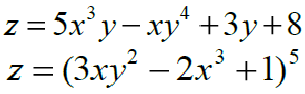 z = 5x³y − xy⁴ + 3y + 8
z = (3xy² − 2x³ + 1)⁵